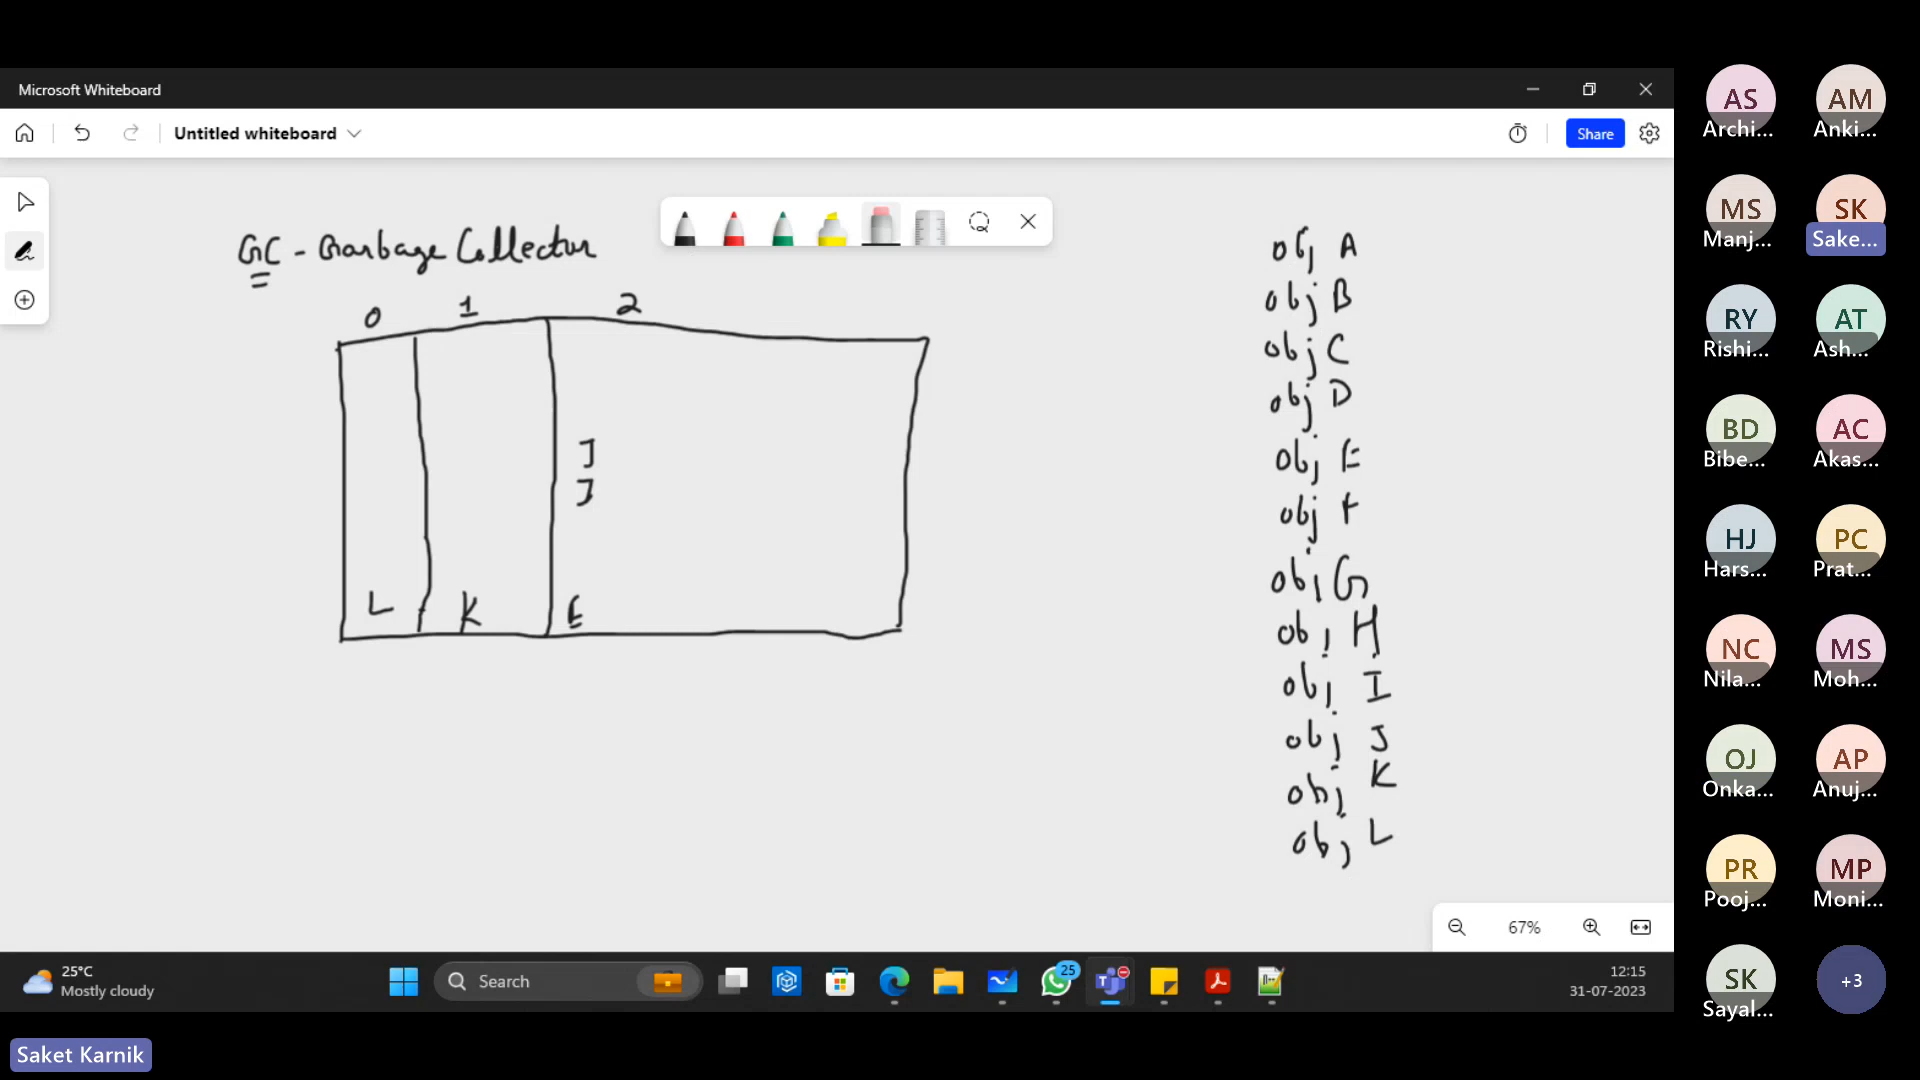 Microsoft Whiteboard
Untitled whiteboard
Share
GC - Garbage Collector
0 1 2
L K E
obj A
obj B
obj C
obj D
obj E
obj F
obj G
obj H
obj I
obj J
obj K
obj L
67%
AS
Archi...
AM
Anki...
MS
Manj...
SK
Sake...
RY
Rishi...
AT
Ash...
BD
Bibe...
AC
Akas...
HJ
Hars...
PC
Prat...
NC
Nila...
MS
Moh...
OJ
Onka...
AP
Anuj...
PR
Pooj...
MP
Moni...
SK
Sayal...
+3
25°C
Mostly cloudy
Search
25
12:15
31-07-2023
Saket Karnik